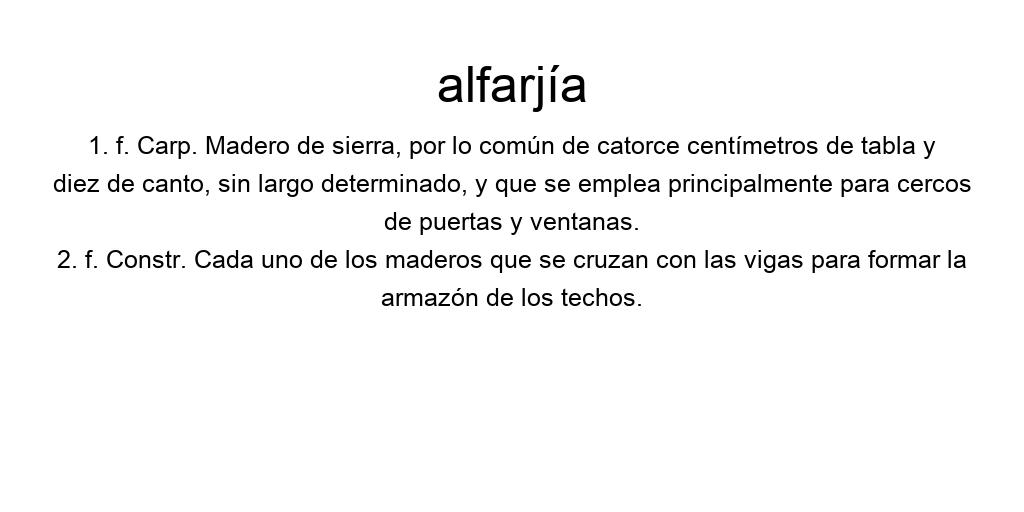 alfarjía
1. f. Carp. Madero de sierra, por lo común de catorce centímetros de tabla y
diez de canto, sin largo determinado, y que se emplea principalmente para cercos
de puertas y ventanas.
2. f. Constr. Cada uno de los maderos que se cruzan con las vigas para formar la
armazón de los techos.